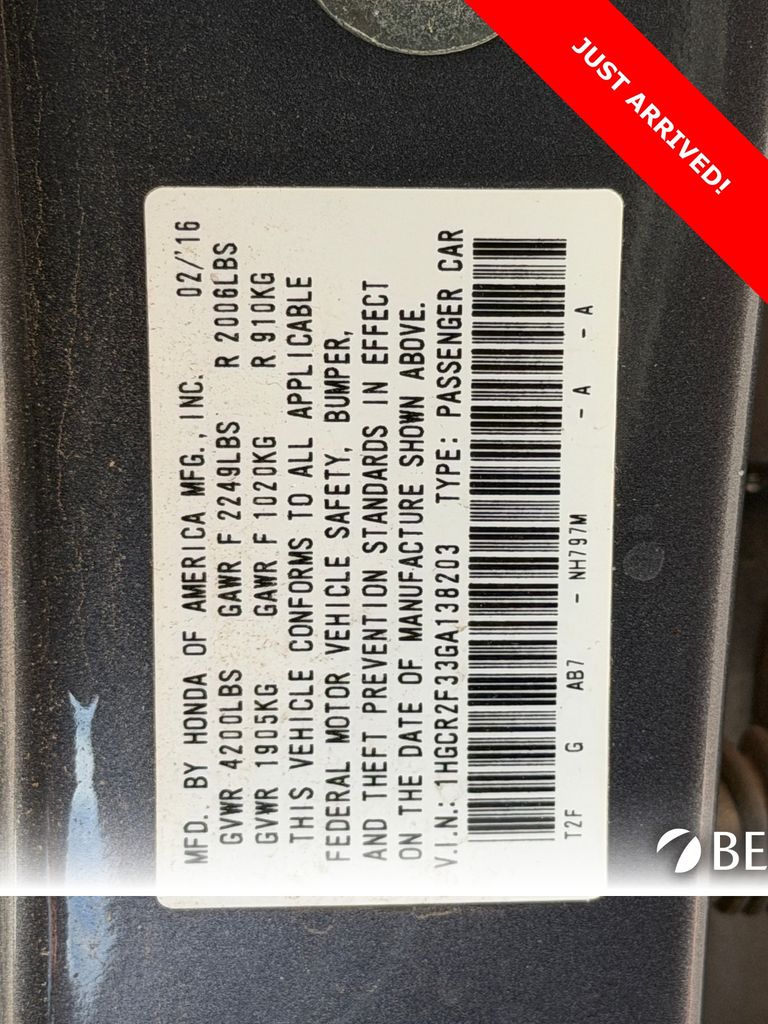 JUST ARRIVED!
MFD. BY HONDA OF AMERICA MFG., INC. 02/'16
GVWR 4200LBS GAWR F 2249LBS R 2006LBS
GVWR 1905KG GAWR F 1020KG R 910KG
THIS VEHICLE CONFORMS TO ALL APPLICABLE
FEDERAL MOTOR VEHICLE SAFETY, BUMPER,
AND THEFT PREVENTION STANDARDS IN EFFECT
ON THE DATE OF MANUFACTURE SHOWN ABOVE.
V.I.N.: 1HGCR2F33GA138203 TYPE: PASSENGER CAR
T2F G AB7 - NH797M - A - A
BE